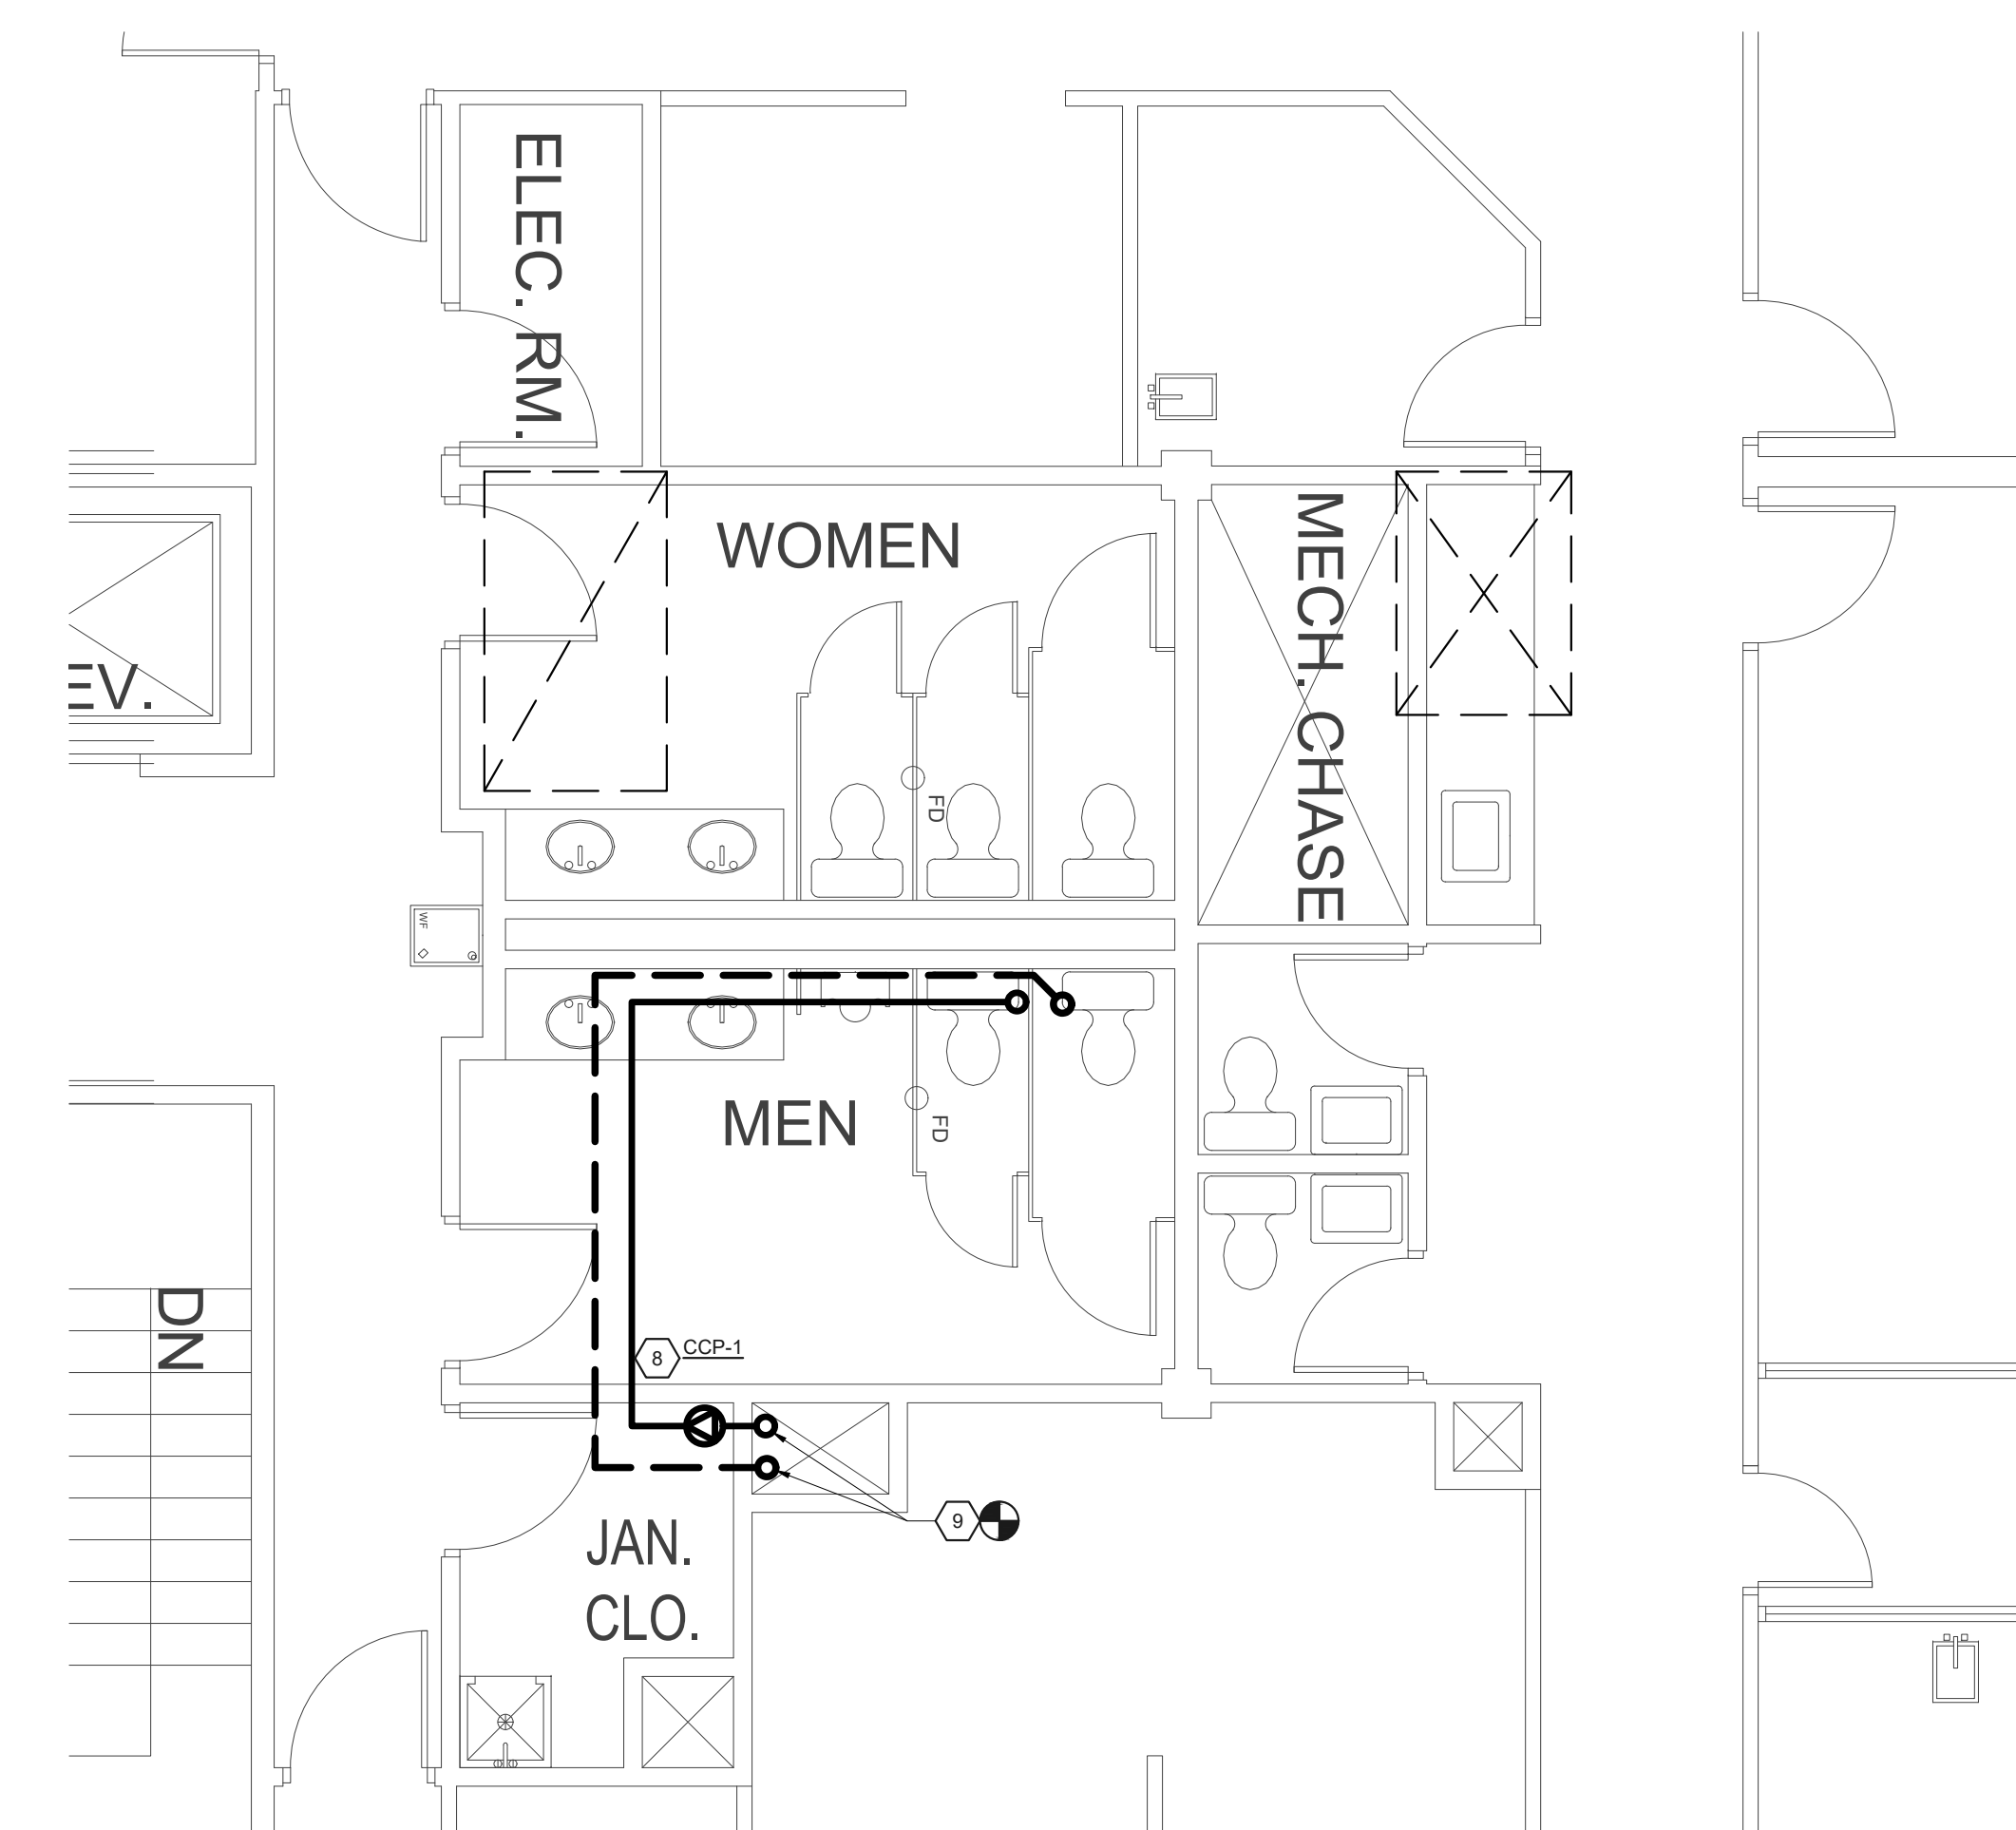 ELEC. RM.
WOMEN
MECH. CHASE
EV.
FD
WF
MEN
FD
DN
8
CCP-1
9
JAN.
CLO.